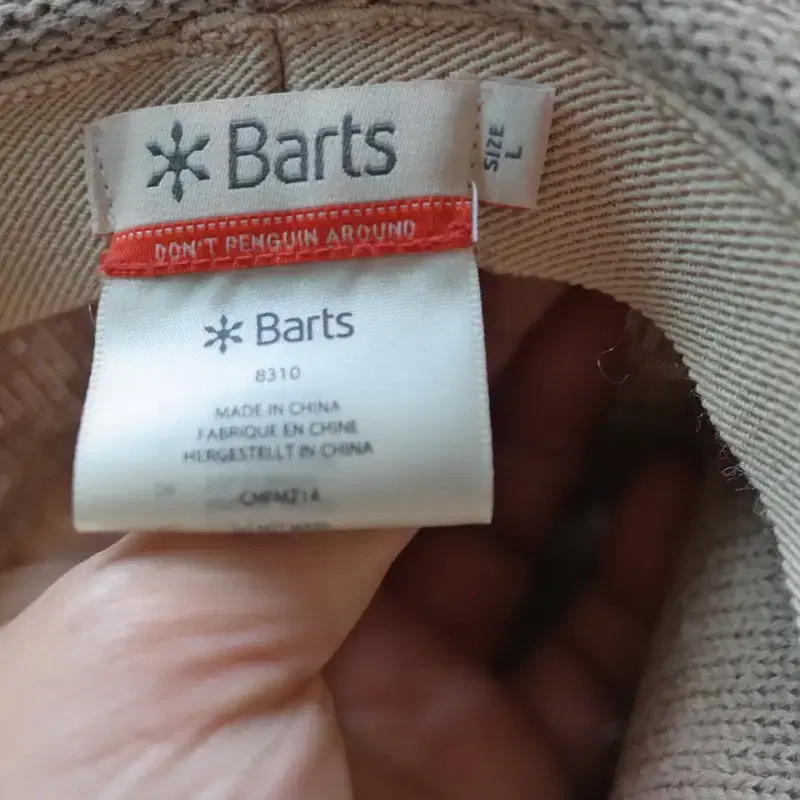 Barts
SIZE
L
DON'T PENGUIN AROUND
Barts
8310
MADE IN CHINA
FABRIQUE EN CHINE
HERGESTELLT IN CHINA